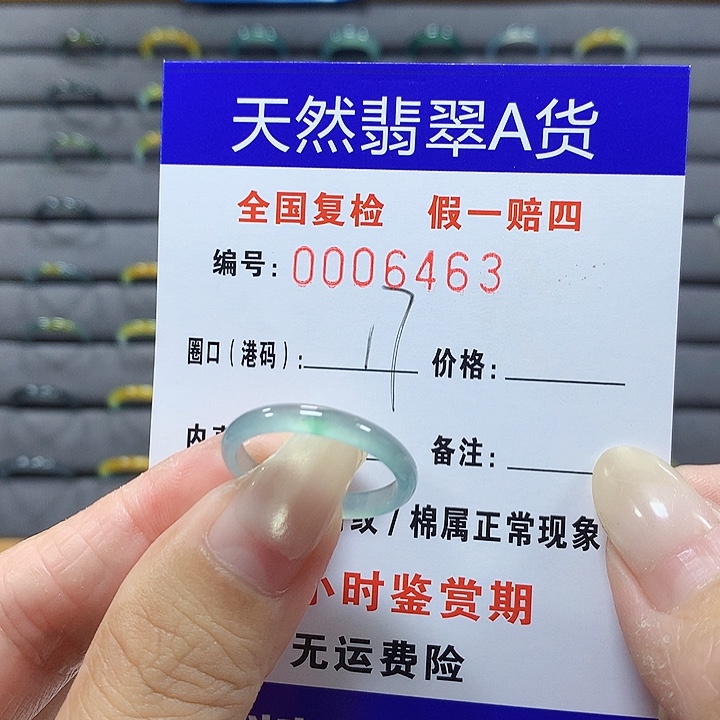 天然翡翠A货
全国复检 假一赔四
编号: 0006463
圈口(港码): 17 价格:
内 备注:
纹/棉属正常现象
小时鉴赏期
无运费险